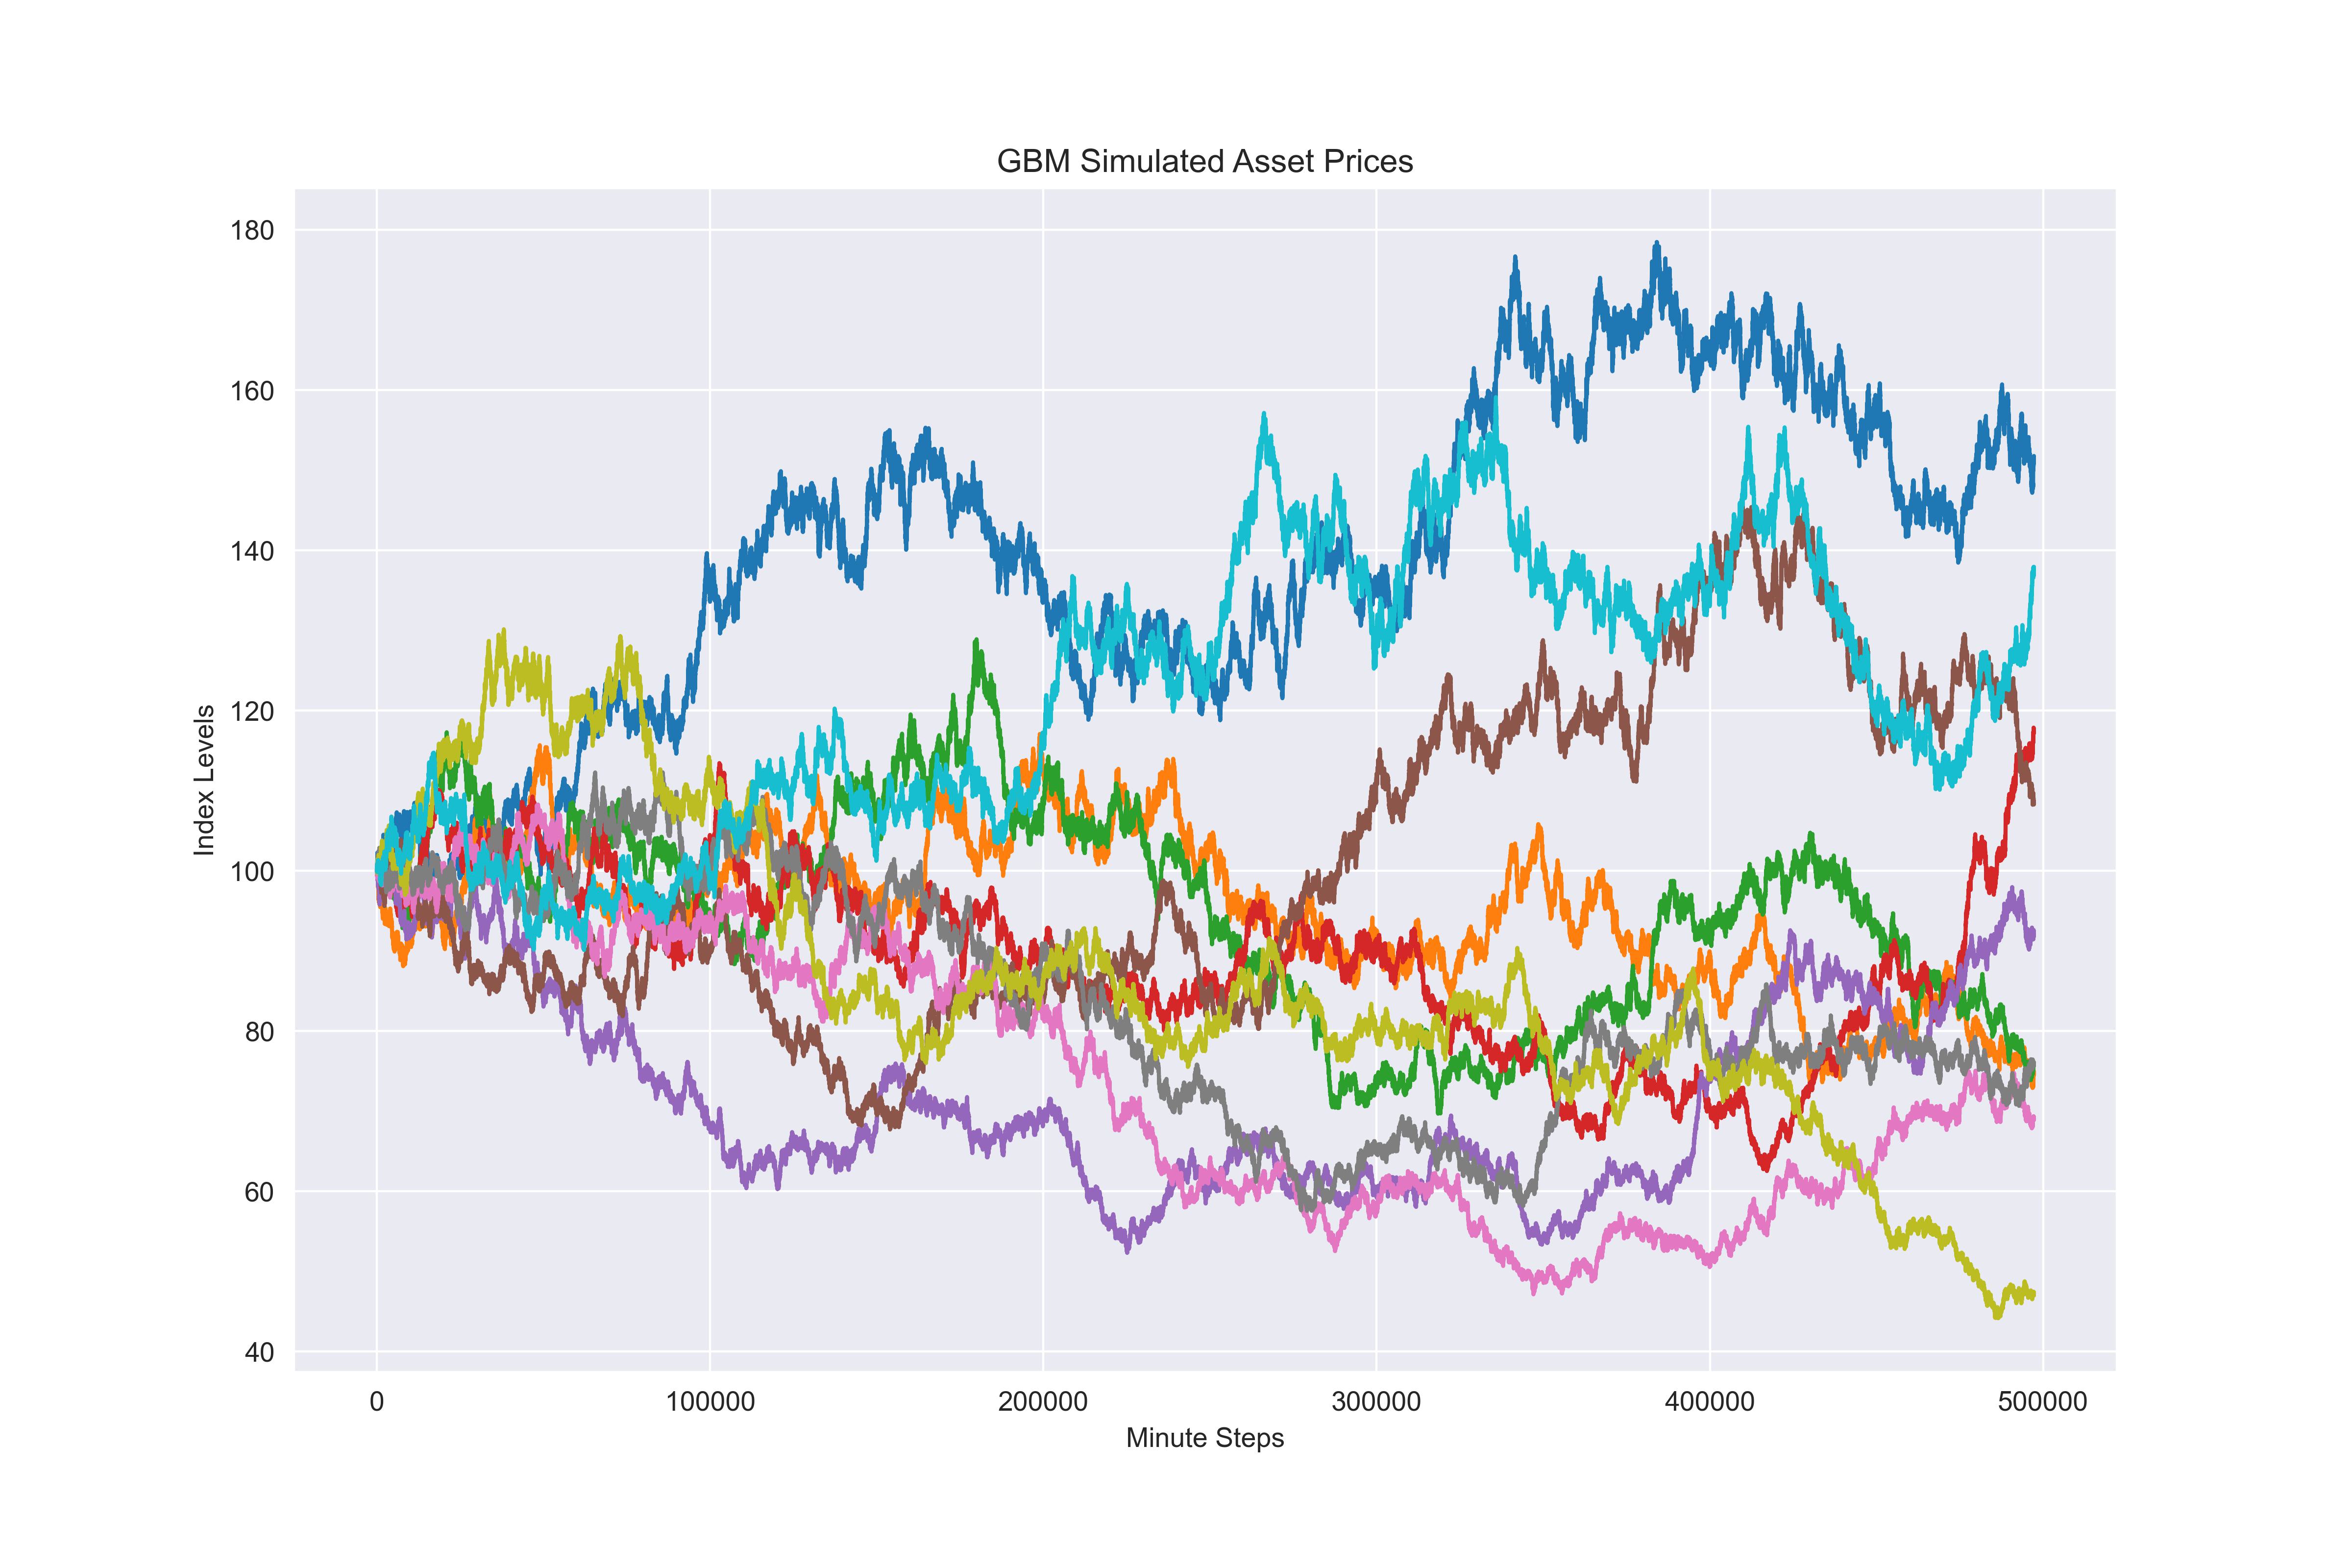 GBM Simulated Asset Prices
180
160
140
120
100
80
60
40
Index Levels
0 100000 200000 300000 400000 500000
Minute Steps